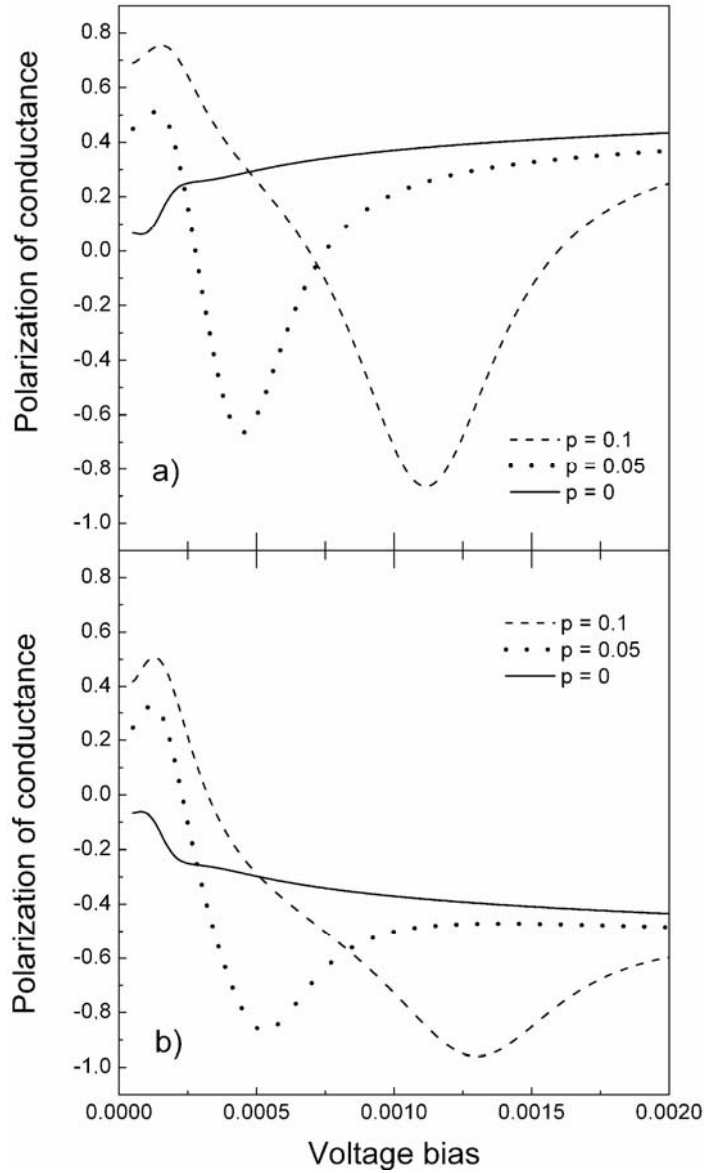 Polarization of conductance
0.8
0.6
0.4
0.2
0.0
-0.2
-0.4
-0.6
-0.8
-1.0
a)
p = 0.1
p = 0.05
p = 0
Polarization of conductance
0.8
0.6
0.4
0.2
0.0
-0.2
-0.4
-0.6
-0.8
-1.0
p = 0.1
p = 0.05
p = 0
b)
0.0000 0.0005 0.0010 0.0015 0.0020
Voltage bias